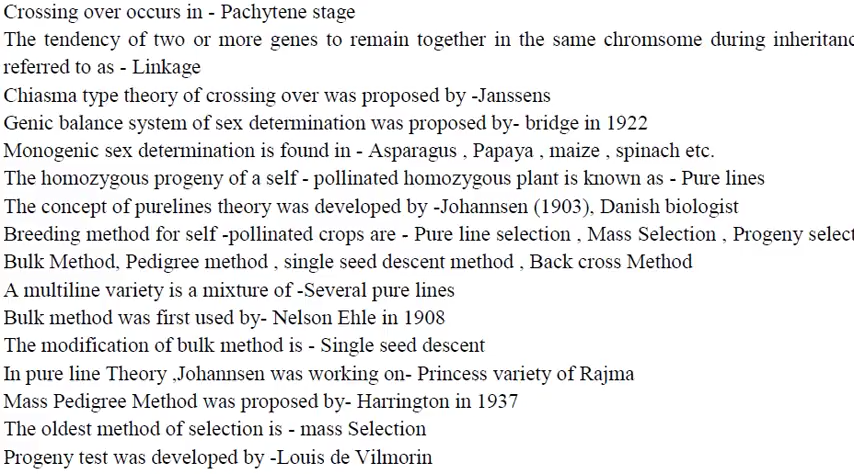 Crossing over occurs in - Pachytene stage
The tendency of two or more genes to remain together in the same chromsome during inheritanc
referred to as - Linkage
Chiasma type theory of crossing over was proposed by -Janssens
Genic balance system of sex determination was proposed by- bridge in 1922
Monogenic sex determination is found in - Asparagus , Papaya , maize , spinach etc.
The homozygous progeny of a self - pollinated homozygous plant is known as - Pure lines
The concept of purelines theory was developed by -Johannsen (1903), Danish biologist
Breeding method for self -pollinated crops are - Pure line selection , Mass Selection , Progeny select
Bulk Method, Pedigree method , single seed descent method , Back cross Method
A multiline variety is a mixture of -Several pure lines
Bulk method was first used by- Nelson Ehle in 1908
The modification of bulk method is - Single seed descent
In pure line Theory ,Johannsen was working on- Princess variety of Rajma
Mass Pedigree Method was proposed by- Harrington in 1937
The oldest method of selection is - mass Selection
Progeny test was developed by -Louis de Vilmorin